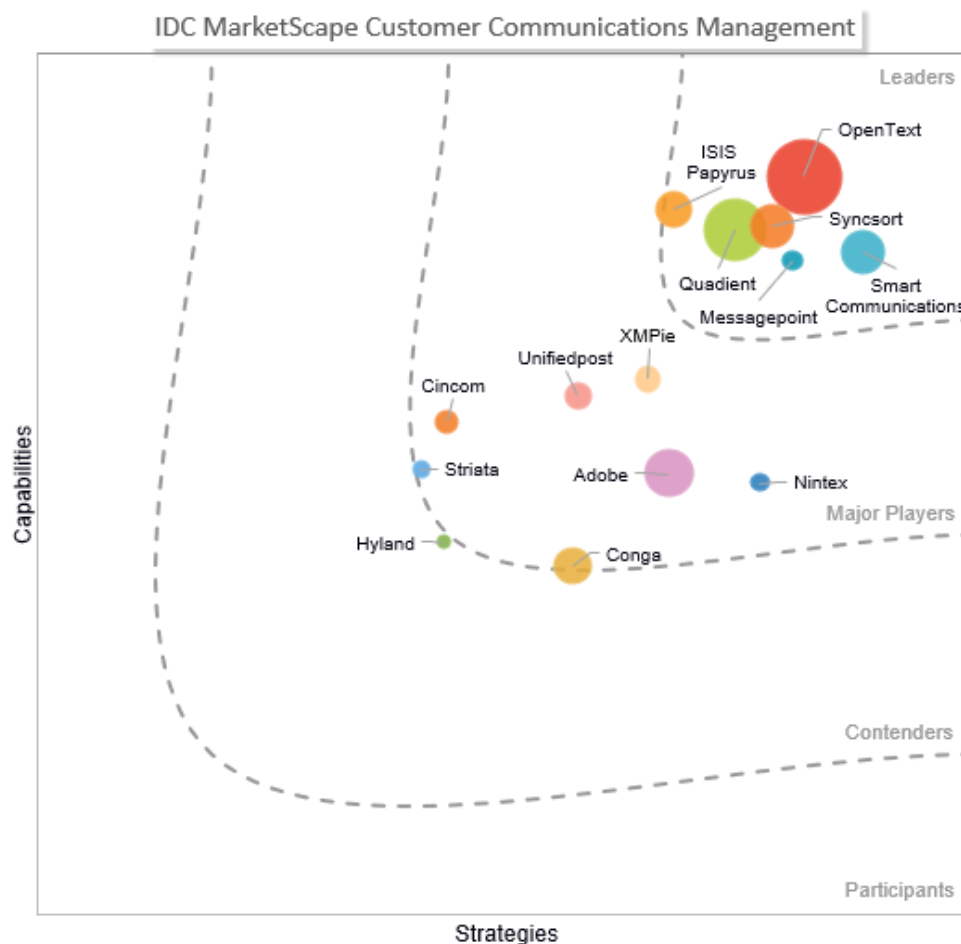 IDC MarketScape Customer Communications Management
Leaders
OpenText
ISIS
Papyrus
Syncsort
Quadient
Smart
Communications
Messagepoint
XMPie
Unifiedpost
Cincom
Striata
Adobe
Nintex
Major Players
Hyland
Conga
Contenders
Participants
Capabilities
Strategies